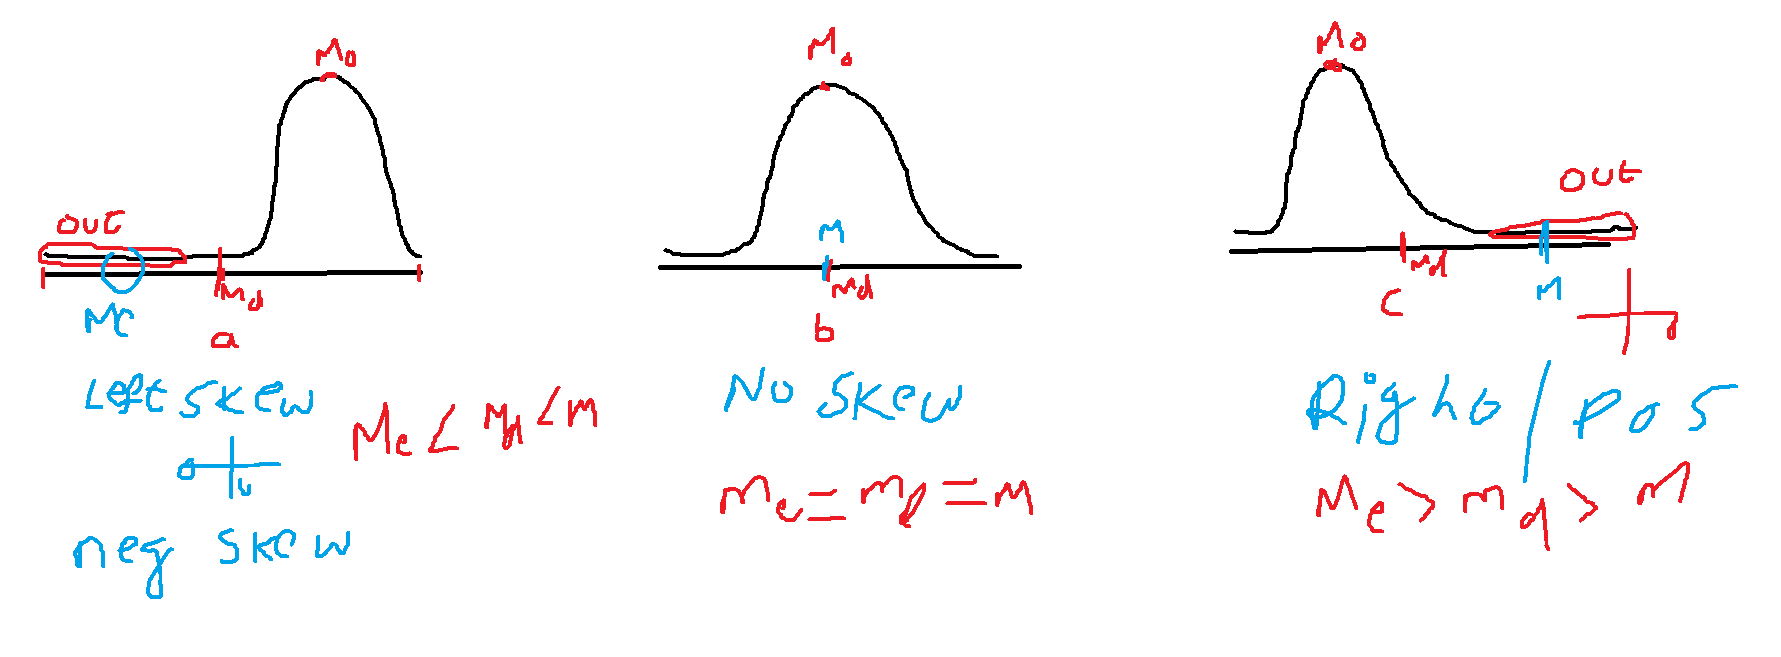 Mo
OUT
Me
Md
a
Left SKew
neg SKew
Me < Md < m
Mo
M
Md
b
No SKew
me = md = M
Mo
OUT
Md
M
C
Right / Pos
Me > md > M